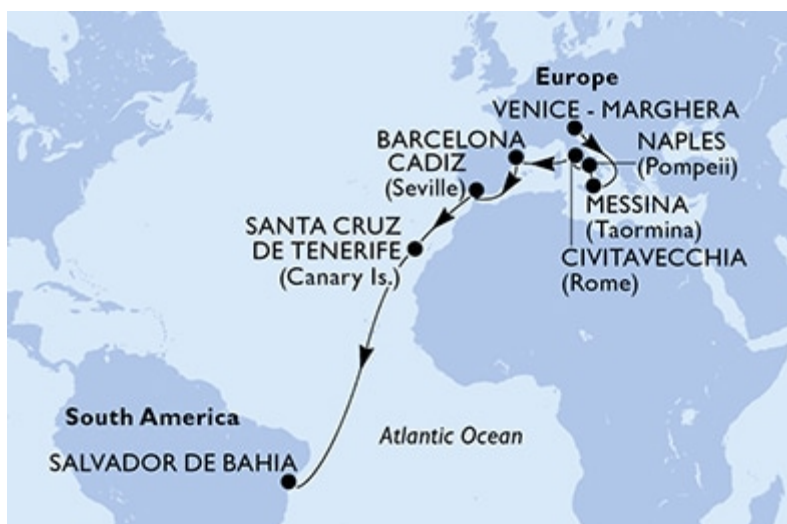 Europe
VENICE - MARGHERA
BARCELONA
NAPLES
CADIZ
(Pompeii)
(Seville)
MESSINA
(Taormina)
SANTA CRUZ
DE TENERIFE
(Canary Is.)
CIVITAVECCHIA
(Rome)
South America
Atlantic Ocean
SALVADOR DE BAHIA